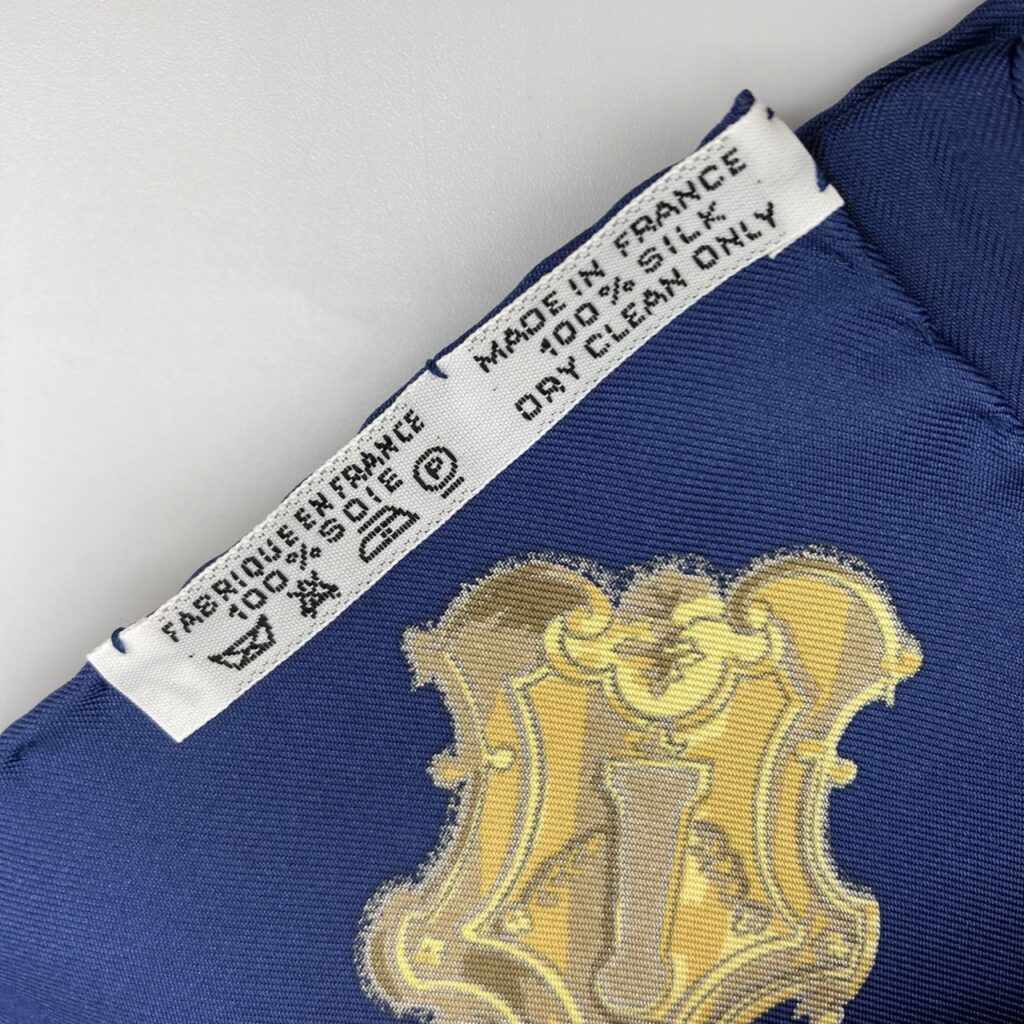 FABRIQUE EN FRANCE
100% SOIE
P
MADE IN FRANCE
100% SILK
DRY CLEAN ONLY